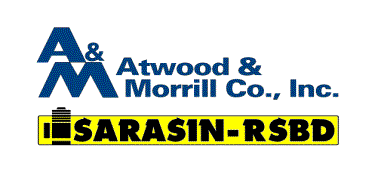 A&M
Atwood &
Morrill Co., Inc.
SARASIN-RSBD